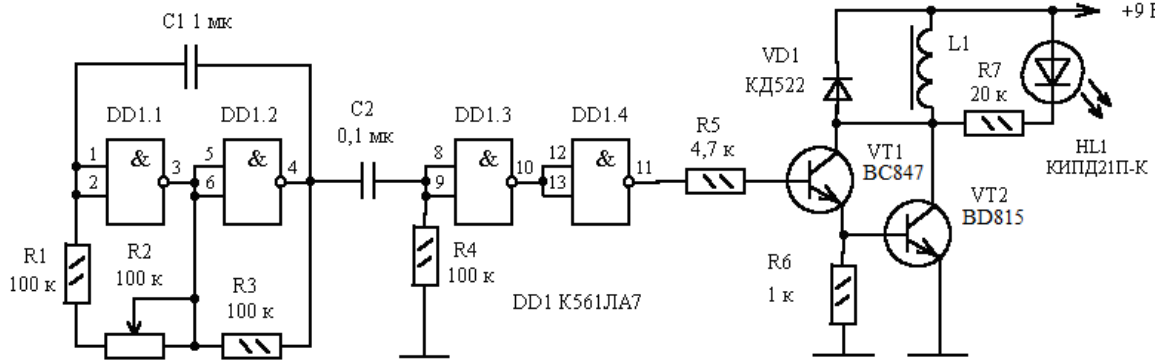 C1 1 мк
+9 В
VD1
КД522
L1
R7
20 к
HL1
КИПД21П-К
DD1.1
DD1.2
C2
0,1 мк
DD1.3
DD1.4
R5
4,7 к
VT1
BC847
VT2
BD815
&
&
&
&
1
2
3
5
6
4
8
9
10
12
13
11
R1
100 к
R2
100 к
R3
100 к
R4
100 к
DD1 К561ЛА7
R6
1 к